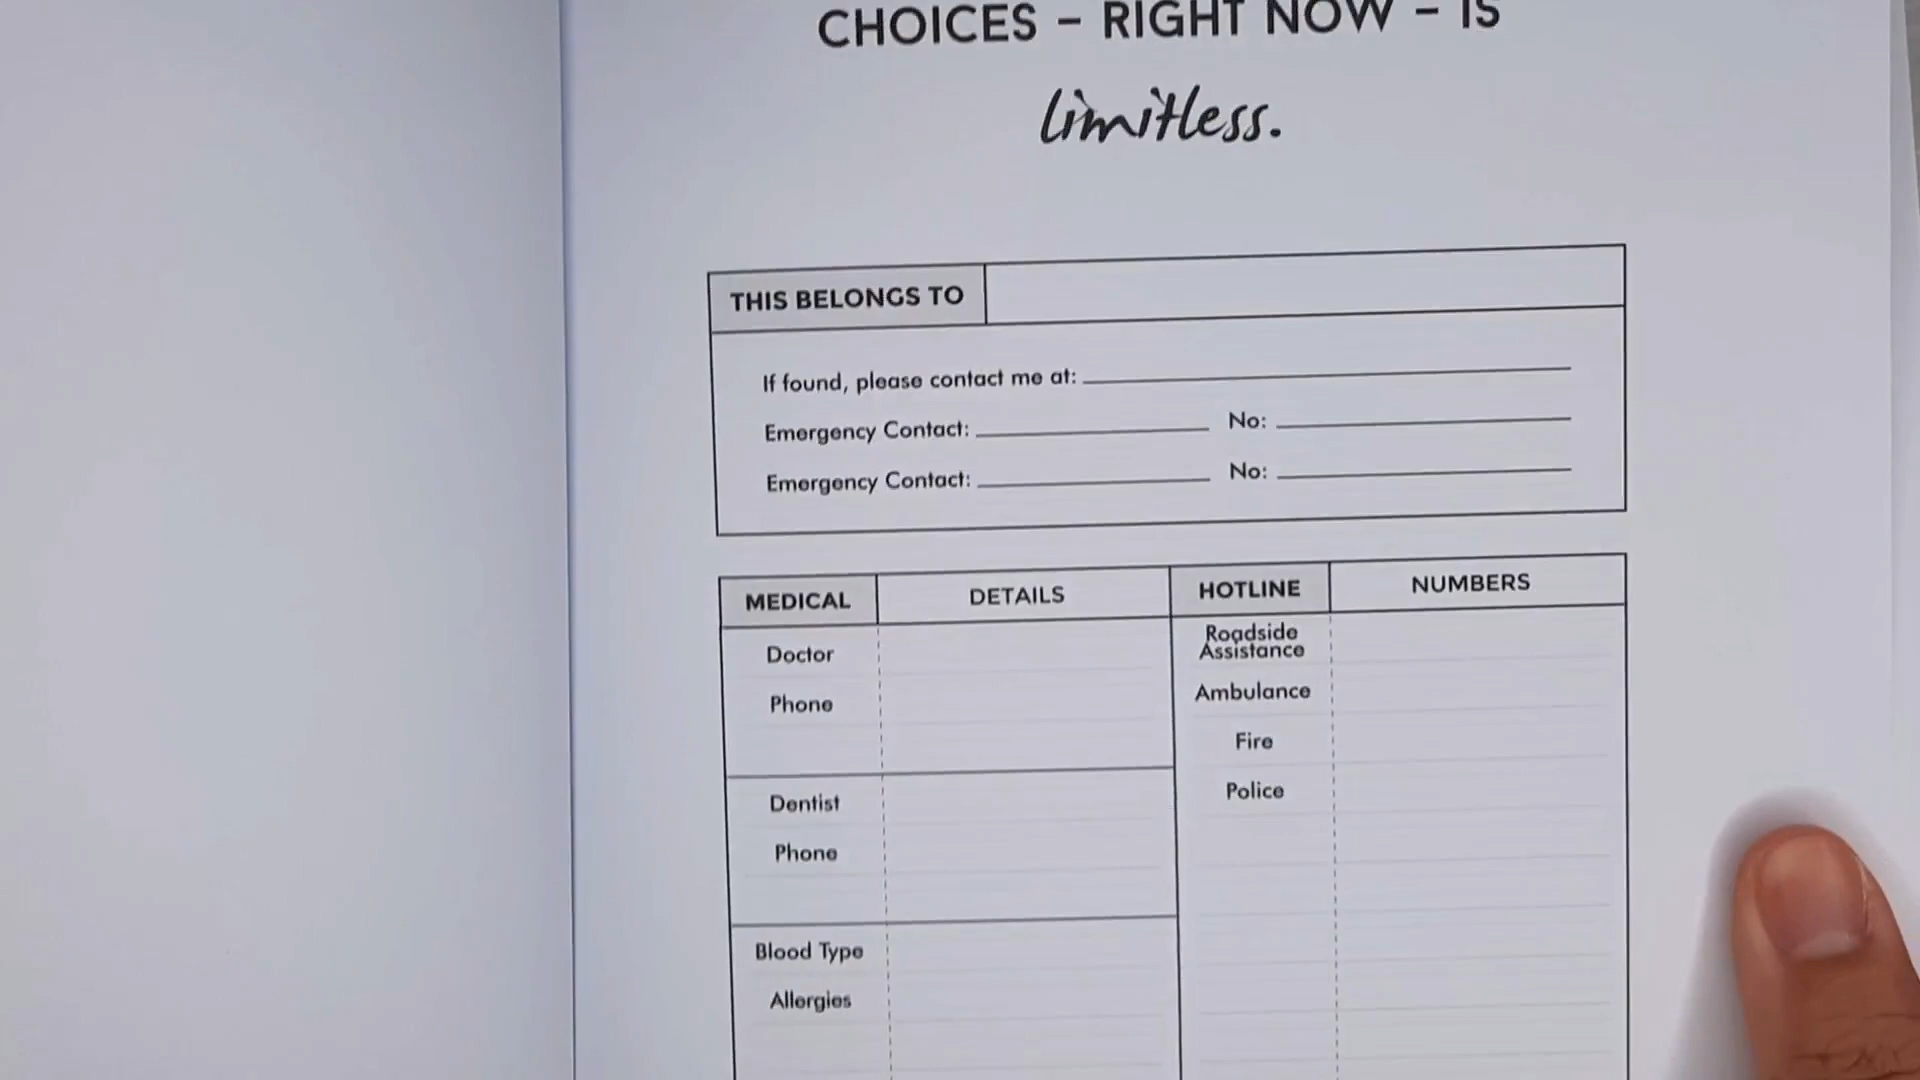 CHOICES – RIGHT NOW – IS
limitless.
THIS BELONGS TO
If found, please contact me at:
Emergency Contact: No:
Emergency Contact: No:
MEDICAL DETAILS HOTLINE NUMBERS
Doctor
Phone
Dentist
Phone
Blood Type
Allergies
Roadside
Assistance
Ambulance
Fire
Police